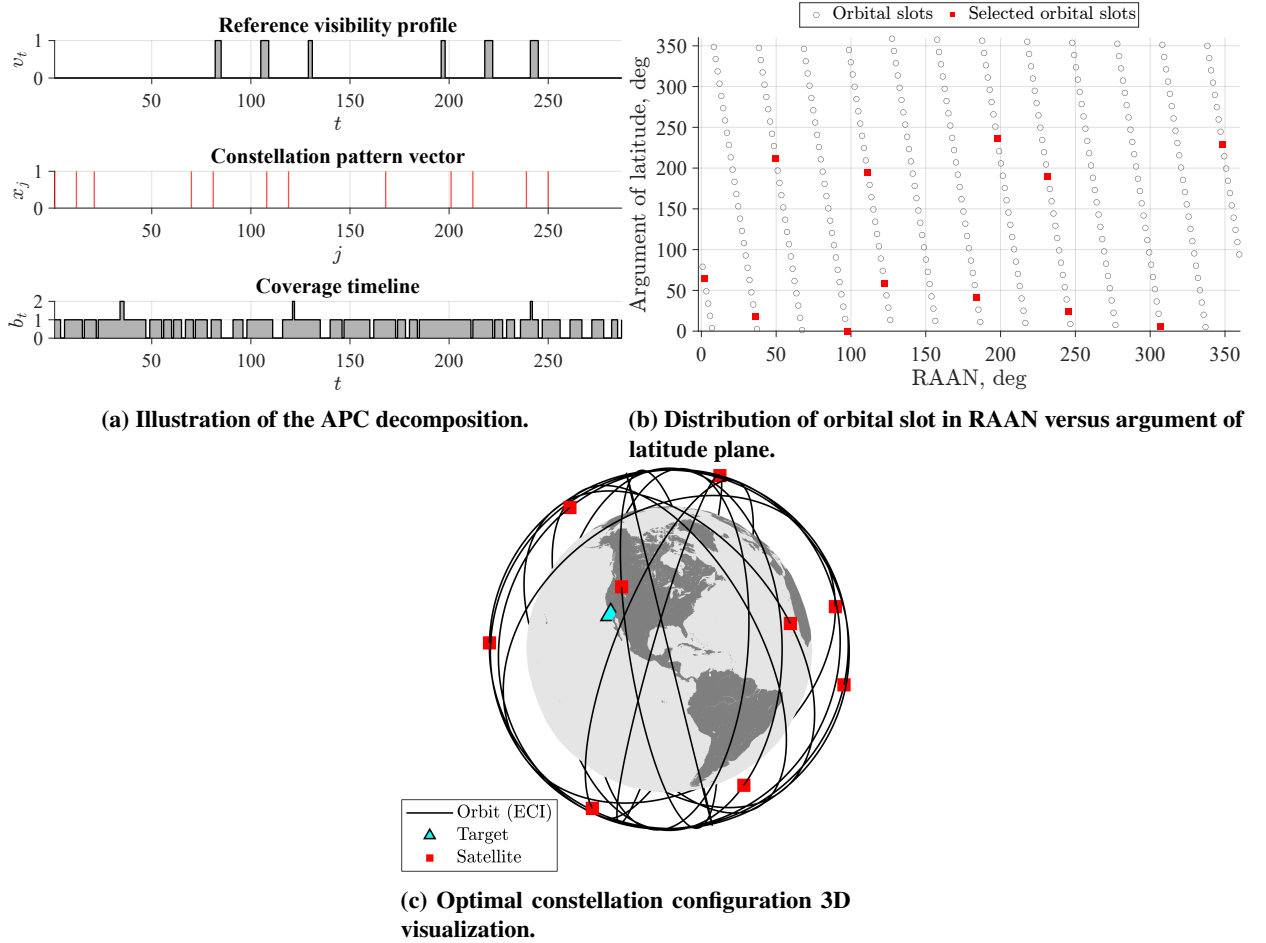 Reference visibility profile
1
v_t
0
50 100 150 200 250
t
Constellation pattern vector
1
x_j
0
50 100 150 200 250
j
Coverage timeline
2
1
b_t
0
50 100 150 200 250
t
(a) Illustration of the APC decomposition.
Orbital slots Selected orbital slots
350
300
250
200
150
100
50
0
Argument of latitude, deg
0 50 100 150 200 250 300 350
RAAN, deg
(b) Distribution of orbital slot in RAAN versus argument of
latitude plane.
Orbit (ECI)
Target
Satellite
(c) Optimal constellation configuration 3D
visualization.